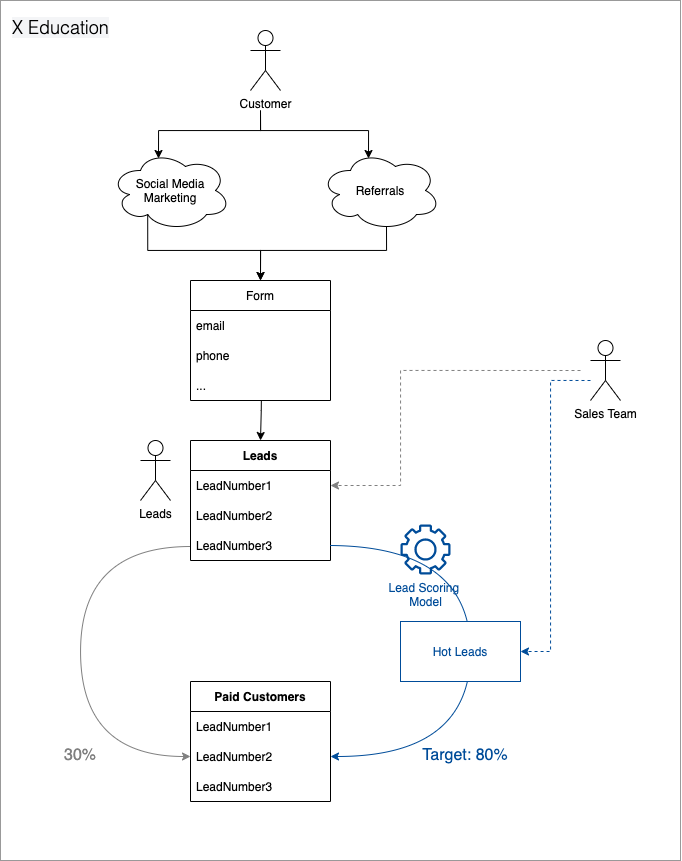 X Education
Customer
Social Media
Marketing
Referrals
Form
email
phone
...
Sales Team
Leads
LeadNumber1
LeadNumber2
LeadNumber3
Leads
Lead Scoring
Model
Hot Leads
Paid Customers
LeadNumber1
LeadNumber2
LeadNumber3
30%
Target: 80%